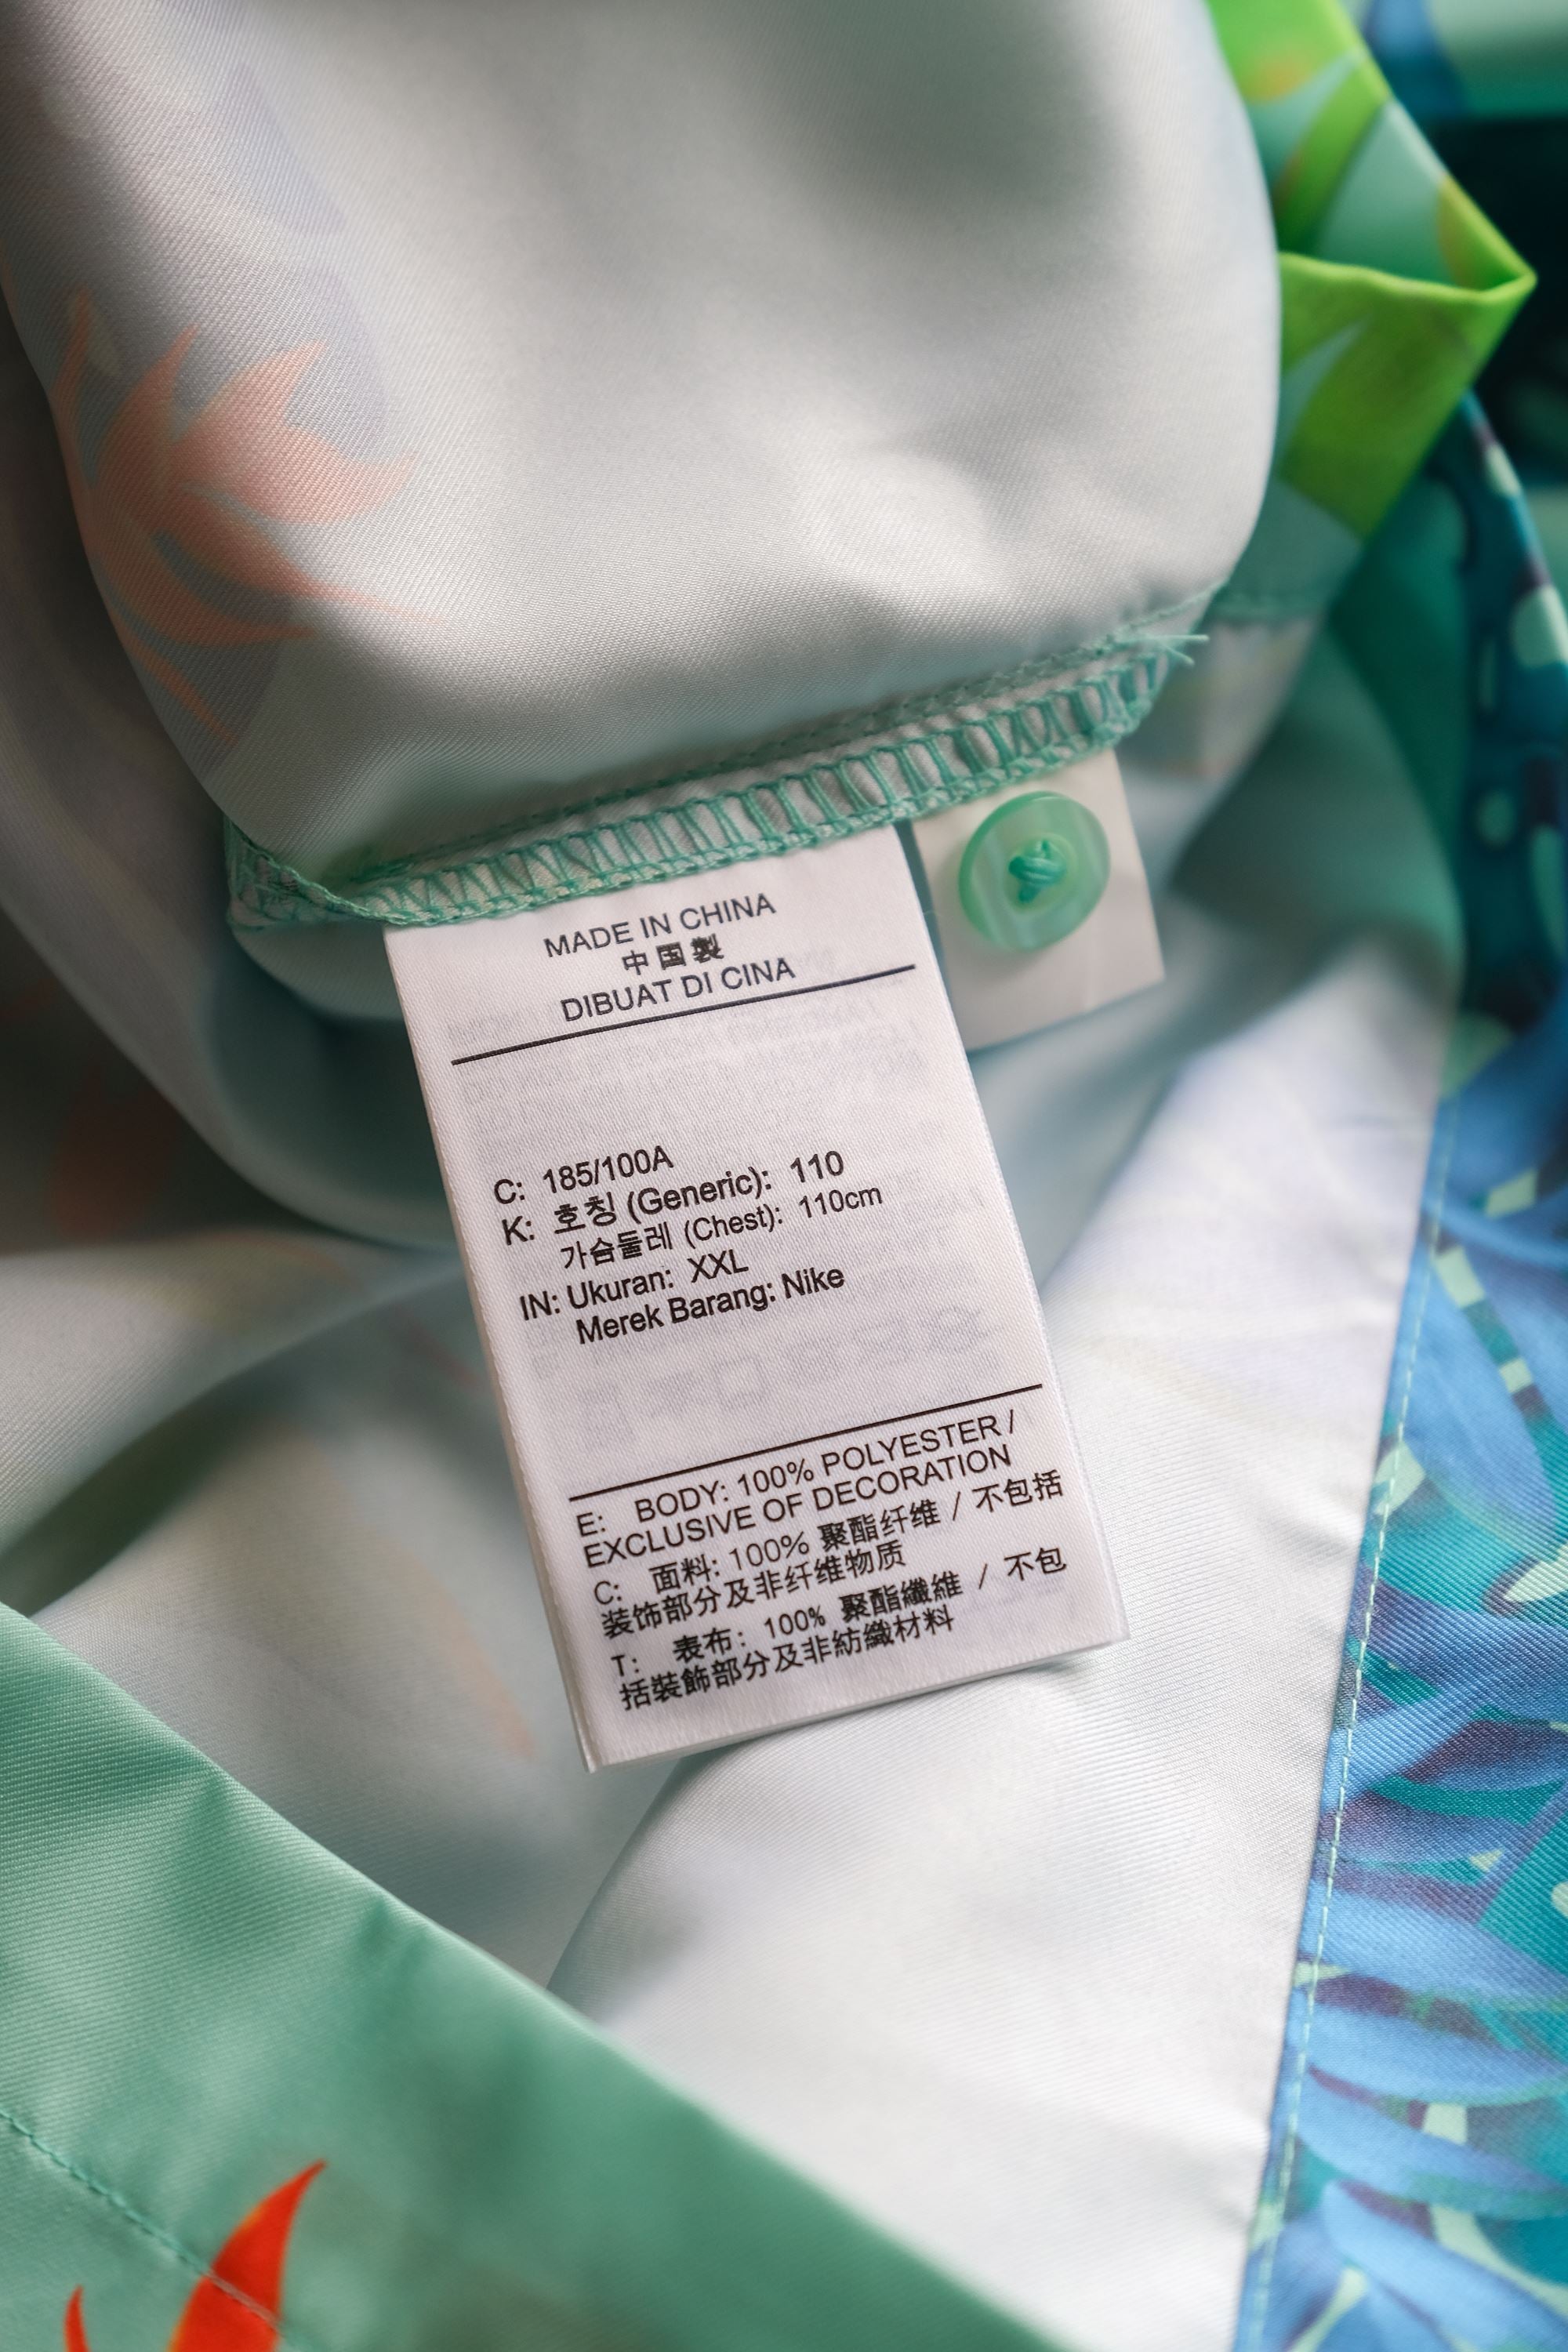 MADE IN CHINA
中国製
DIBUAT DI CINA
C: 185/100A
K: 호칭 (Generic): 110
가슴둘레 (Chest): 110cm
IN: Ukuran: XXL
Merek Barang: Nike
E: BODY: 100% POLYESTER /
EXCLUSIVE OF DECORATION
C: 面料: 100% 聚酯纤维 / 不包括
装饰部分及非纤维物质
T: 表布: 100% 聚酯纖維 / 不包
括裝飾部分及非紡織材料